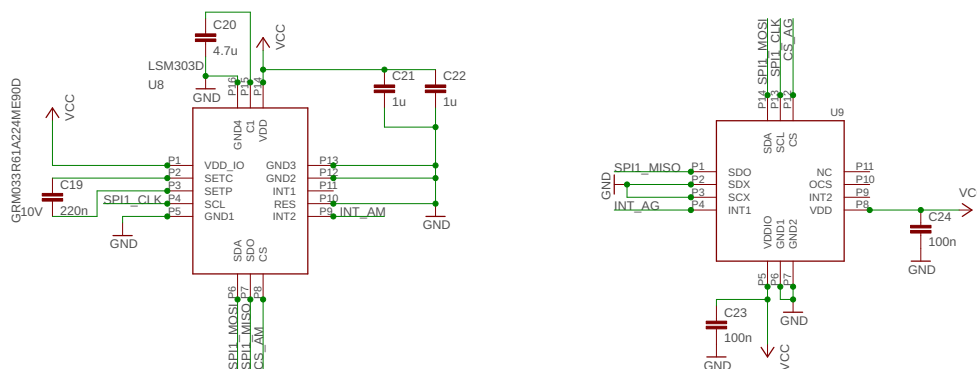 C20
4.7u
VCC
LSM303D
U8
GND
P16
P15
P14
C21
1u
C22
1u
GND4
C1
VDD
GRM033R61A224ME90D
VCC
C19
10V
220n
SPI1_CLK
GND
P1
P2
P3
P4
P5
VDD_IO
SETC
SETP
SCL
GND1
GND3
GND2
INT1
RES
INT2
P13
P12
P11
P10
P9
INT_AM
GND
SDA
SDO
CS
P6
P7
P8
SPI1_MOSI
SPI1_MISO
CS_AM
SPI1_MOSI
SPI1_CLK
CS_AG
P14
P13
P12
U9
SDA
SCL
CS
SPI1_MISO
GND
INT_AG
P1
P2
P3
P4
SDO
SDX
SCX
INT1
NC
OCS
INT2
VDD
P11
P10
P9
P8
VC
C24
100n
GND
VDDIO
GND1
GND2
P5
P6
P7
GND
C23
100n
GND
VCC